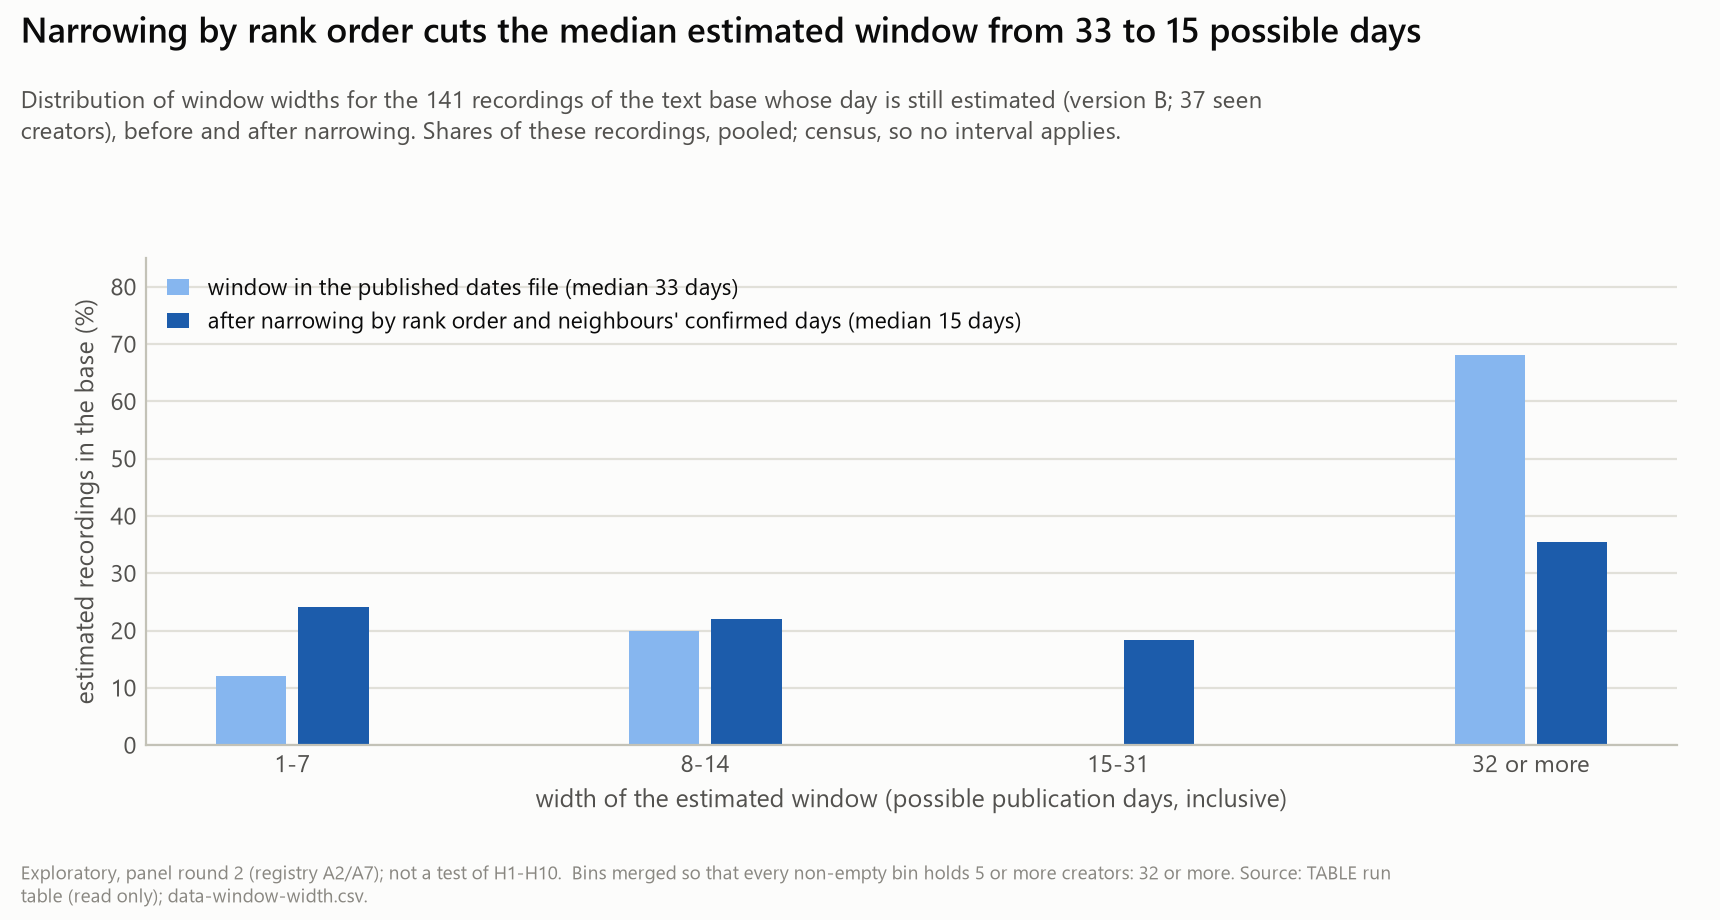 Narrowing by rank order cuts the median estimated window from 33 to 15 possible days
Distribution of window widths for the 141 recordings of the text base whose day is still estimated (version B; 37 seen
creators), before and after narrowing. Shares of these recordings, pooled; census, so no interval applies.
window in the published dates file (median 33 days)
after narrowing by rank order and neighbours' confirmed days (median 15 days)
estimated recordings in the base (%)
80
70
60
50
40
30
20
10
0
1-7
8-14
15-31
32 or more
width of the estimated window (possible publication days, inclusive)
Exploratory, panel round 2 (registry A2/A7); not a test of H1-H10.  Bins merged so that every non-empty bin holds 5 or more creators: 32 or more. Source: TABLE run
table (read only); data-window-width.csv.